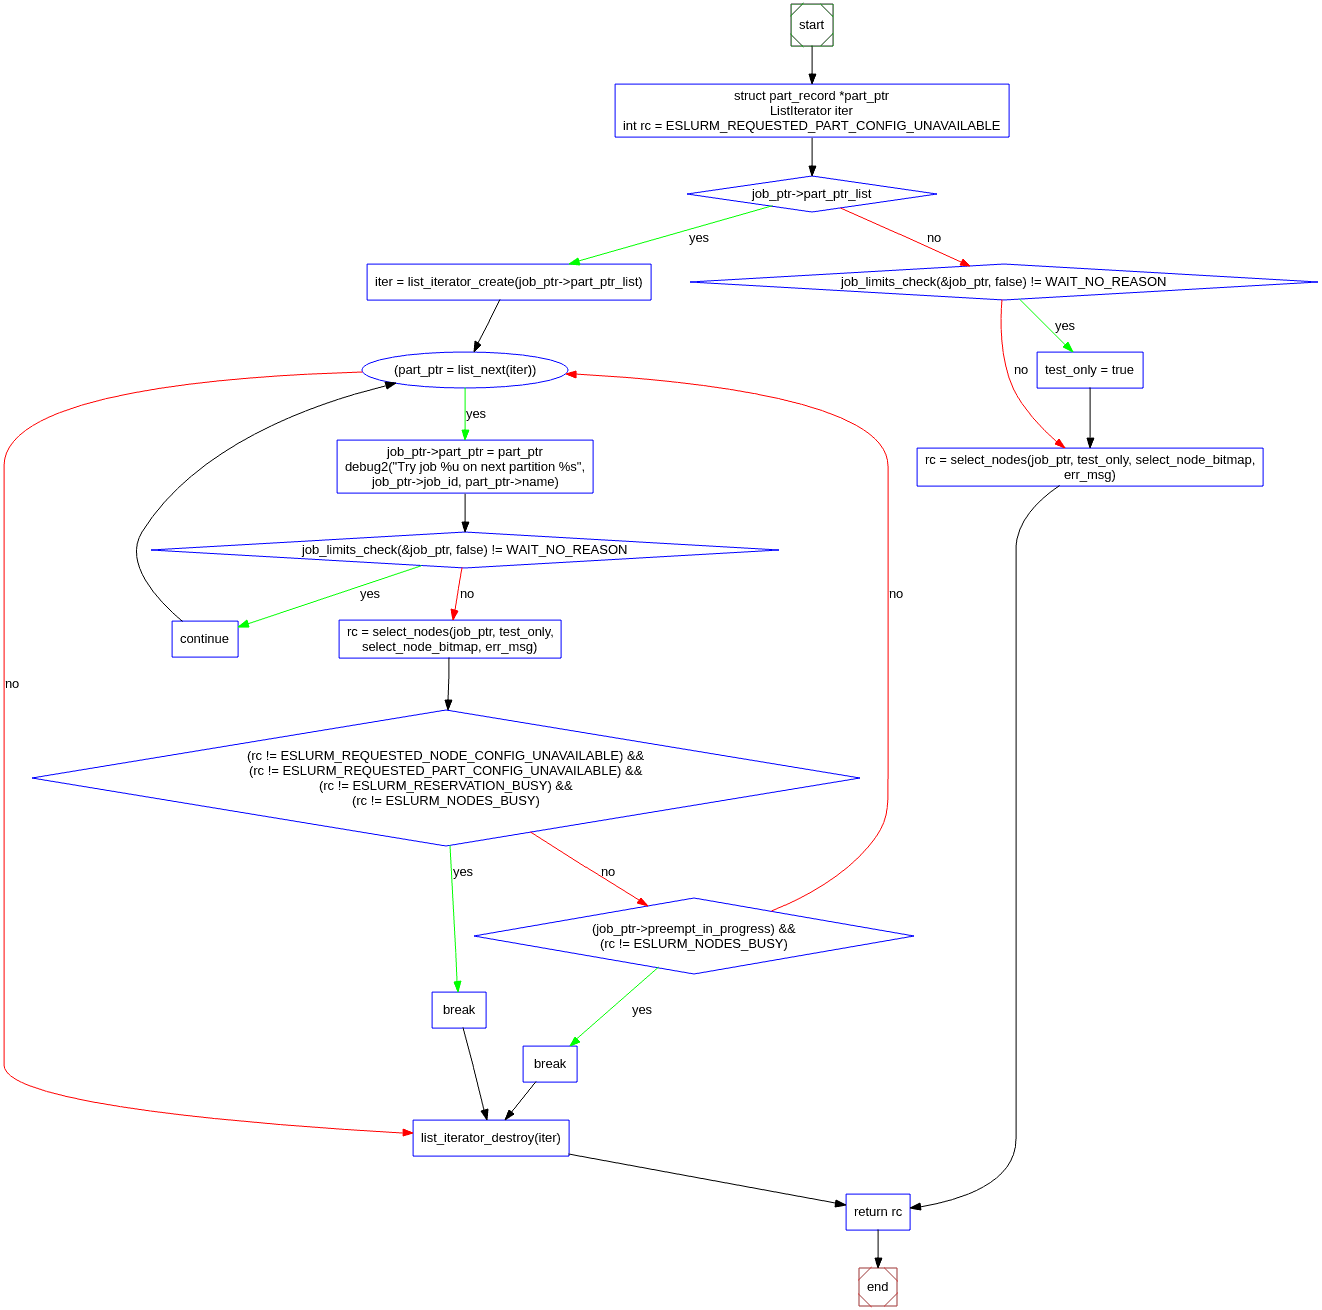 start
struct part_record *part_ptr
ListIterator iter
int rc = ESLURM_REQUESTED_PART_CONFIG_UNAVAILABLE
job_ptr->part_ptr_list
yes
no
iter = list_iterator_create(job_ptr->part_ptr_list)
job_limits_check(&job_ptr, false) != WAIT_NO_REASON
yes
no
test_only = true
(part_ptr = list_next(iter))
yes
job_ptr->part_ptr = part_ptr
debug2("Try job %u on next partition %s",
job_ptr->job_id, part_ptr->name)
rc = select_nodes(job_ptr, test_only, select_node_bitmap,
err_msg)
job_limits_check(&job_ptr, false) != WAIT_NO_REASON
yes
no
no
continue
rc = select_nodes(job_ptr, test_only,
select_node_bitmap, err_msg)
no
(rc != ESLURM_REQUESTED_NODE_CONFIG_UNAVAILABLE) &&
(rc != ESLURM_REQUESTED_PART_CONFIG_UNAVAILABLE) &&
(rc != ESLURM_RESERVATION_BUSY) &&
(rc != ESLURM_NODES_BUSY)
yes
no
(job_ptr->preempt_in_progress) &&
(rc != ESLURM_NODES_BUSY)
break
yes
break
list_iterator_destroy(iter)
return rc
end